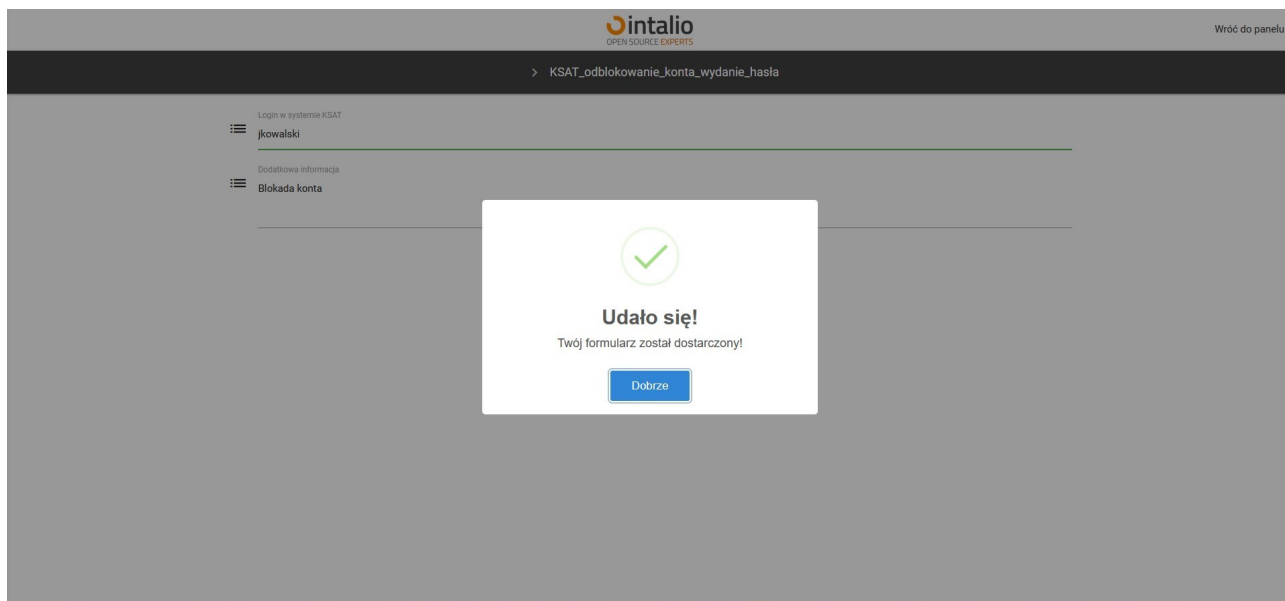 intalio
OPEN SOURCE EXPERTS
Wróć do panelu
> KSAT_odblokowanie_konta_wydanie_hasła
Login w systemie KSAT
jkowalski
Dodatkowa informacja
Blokada konta
Udało się!
Twój formularz został dostarczony!
Dobrze